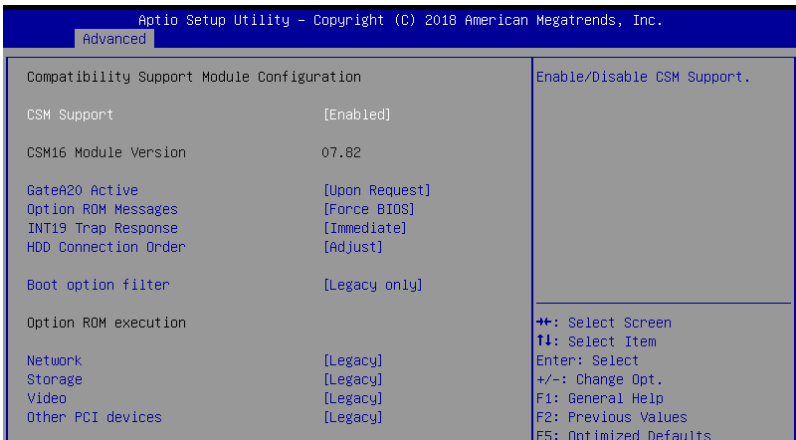 Aptio Setup Utility – Copyright (C) 2018 American Megatrends, Inc.
Advanced
Compatibility Support Module Configuration
CSM Support [Enabled]
CSM16 Module Version 07.82
GateA20 Active [Upon Request]
Option ROM Messages [Force BIOS]
INT19 Trap Response [Immediate]
HDD Connection Order [Adjust]
Boot option filter [Legacy only]
Option ROM execution
Network [Legacy]
Storage [Legacy]
Video [Legacy]
Other PCI devices [Legacy]
Enable/Disable CSM Support.
→←: Select Screen
↑↓: Select Item
Enter: Select
+/-: Change Opt.
F1: General Help
F2: Previous Values
F5: Optimized Defaults